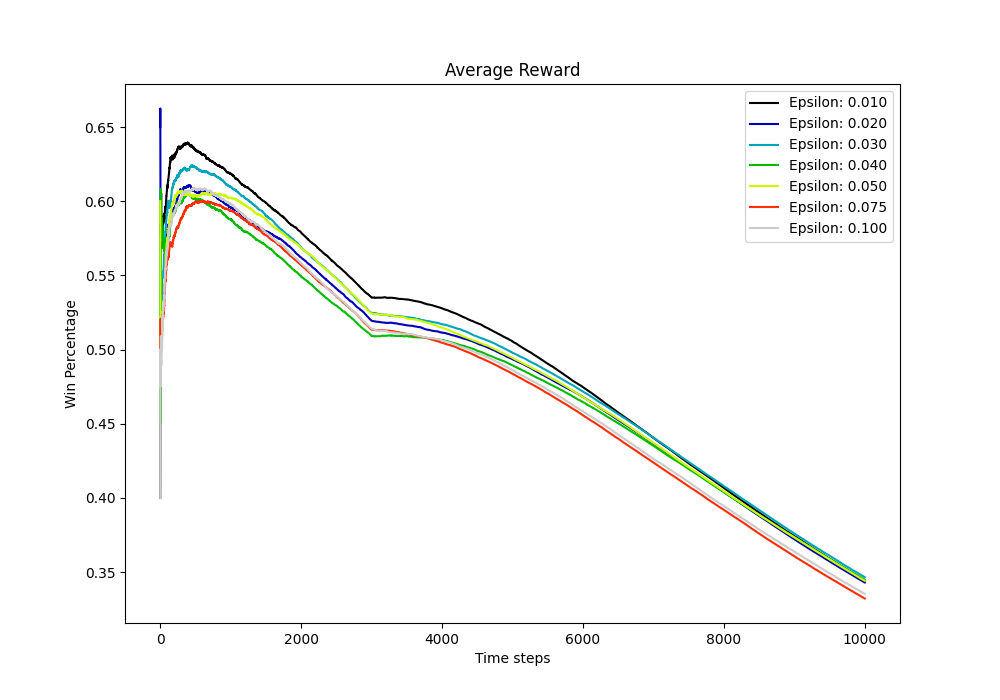 Average Reward
Epsilon: 0.010
Epsilon: 0.020
Epsilon: 0.030
Epsilon: 0.040
Epsilon: 0.050
Epsilon: 0.075
Epsilon: 0.100
Win Percentage
0.65
0.60
0.55
0.50
0.45
0.40
0.35
0
2000
4000
6000
8000
10000
Time steps